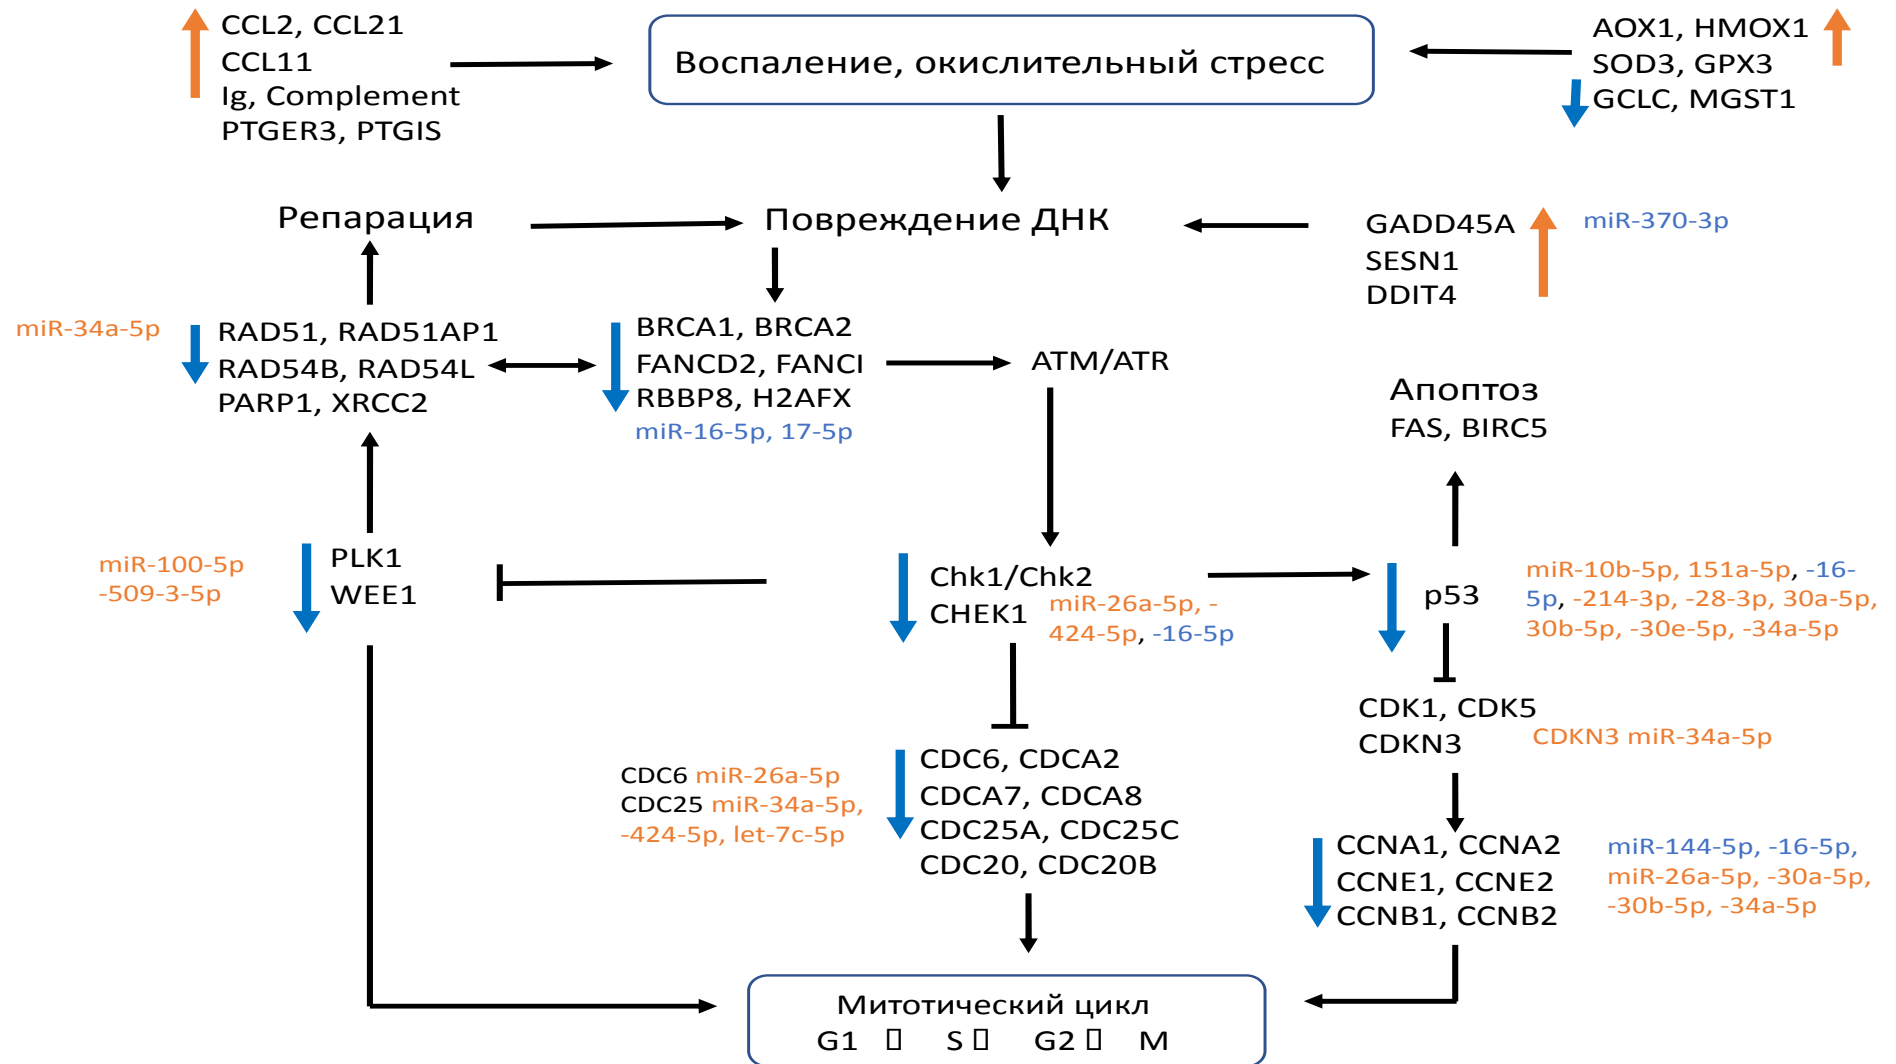 CCL2, CCL21
CCL11
Ig, Complement
PTGER3, PTGIS
Воспаление, окислительный стресс
AOX1, HMOX1
SOD3, GPX3
GCLC, MGST1
Репарация
Повреждение ДНК
GADD45A
SESN1
DDIT4
miR-370-3p
miR-34a-5p
RAD51, RAD51AP1
RAD54B, RAD54L
PARP1, XRCC2
BRCA1, BRCA2
FANCD2, FANCI
RBBP8, H2AFX
miR-16-5p, 17-5p
ATM/ATR
Апоптоз
FAS, BIRC5
miR-100-5p
-509-3-5p
PLK1
WEE1
Chk1/Chk2
CHEK1
miR-26a-5p, -
424-5p, -16-5p
p53
miR-10b-5p, 151a-5p, -16-
5p, -214-3p, -28-3p, 30a-5p,
30b-5p, -30e-5p, -34a-5p
CDK1, CDK5
CDKN3
CDKN3 miR-34a-5p
CDC6 miR-26a-5p
CDC25 miR-34a-5p,
-424-5p, let-7c-5p
CDC6, CDCA2
CDCA7, CDCA8
CDC25A, CDC25C
CDC20, CDC20B
CCNA1, CCNA2
CCNE1, CCNE2
CCNB1, CCNB2
miR-144-5p, -16-5p,
miR-26a-5p, -30a-5p,
-30b-5p, -34a-5p
Митотический цикл
G1 ▯ S ▯ G2 ▯ M